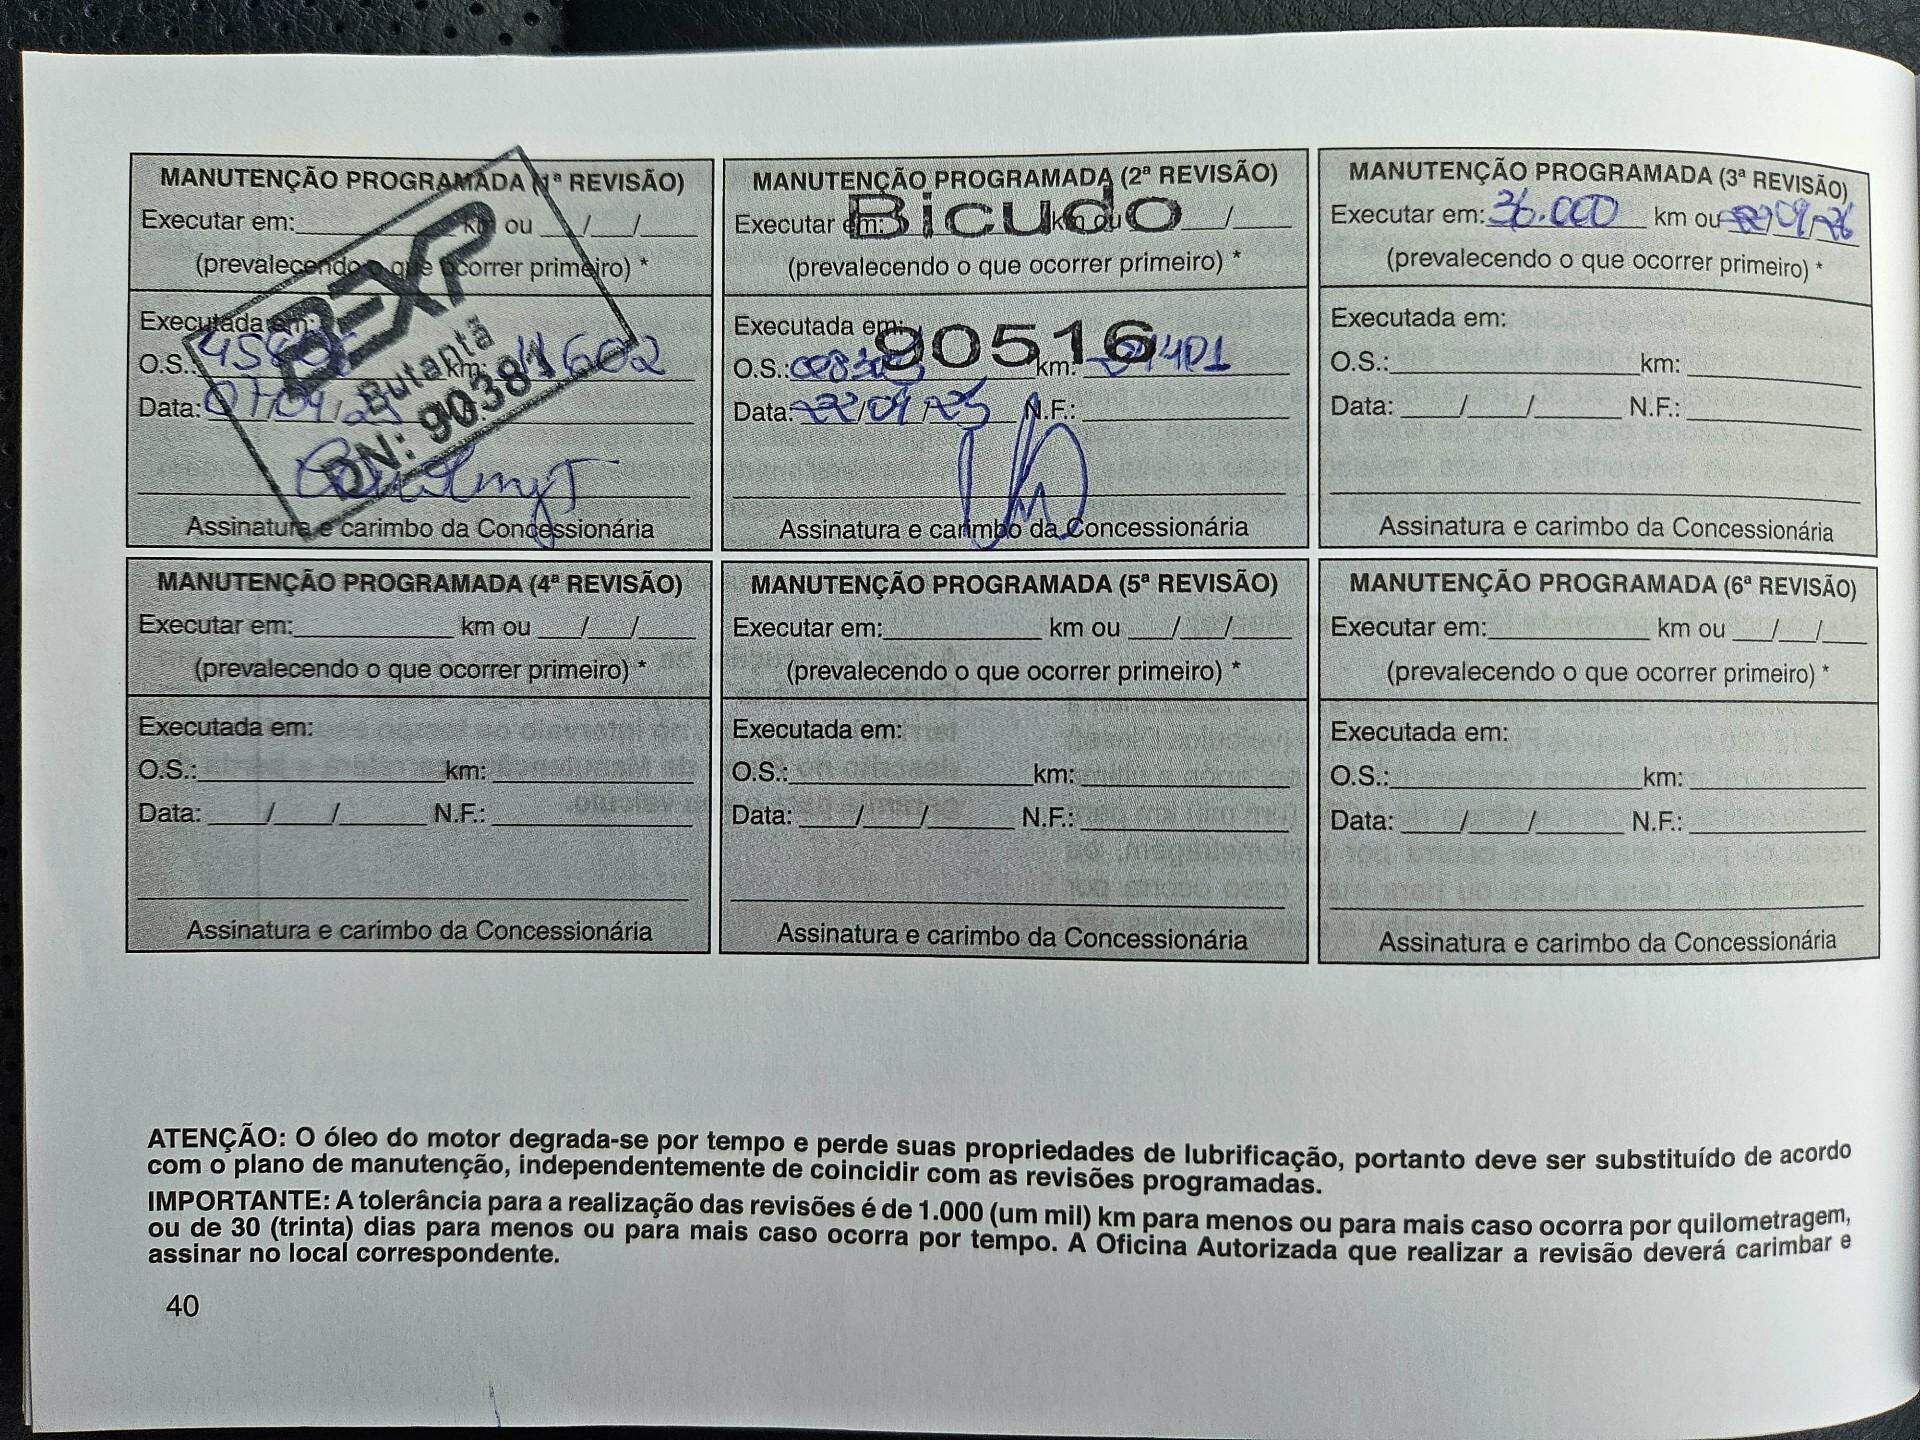 MANUTENÇÃO PROGRAMADA (1ª REVISÃO)
Executar em: km ou / /
(prevalecendo o que ocorrer primeiro) *
BEXP
Butantã
DN: 90381
Executada em:
O.S.: km: 11602
Data: 01/09/
Assinatura e carimbo da Concessionária
MANUTENÇÃO PROGRAMADA (2ª REVISÃO)
Bicudo
Executar em: km ou / /
(prevalecendo o que ocorrer primeiro) *
90516
Executada em:
O.S.: km:
Data: 22/09/25 N.F.:
Assinatura e carimbo da Concessionária
MANUTENÇÃO PROGRAMADA (3ª REVISÃO)
Executar em: 36.000 km ou 22/09/26
(prevalecendo o que ocorrer primeiro) *
Executada em:
O.S.: km:
Data: / / N.F.:
Assinatura e carimbo da Concessionária
MANUTENÇÃO PROGRAMADA (4ª REVISÃO)
Executar em: km ou / /
(prevalecendo o que ocorrer primeiro) *
Executada em:
O.S.: km:
Data: / / N.F.:
Assinatura e carimbo da Concessionária
MANUTENÇÃO PROGRAMADA (5ª REVISÃO)
Executar em: km ou / /
(prevalecendo o que ocorrer primeiro) *
Executada em:
O.S.: km:
Data: / / N.F.:
Assinatura e carimbo da Concessionária
MANUTENÇÃO PROGRAMADA (6ª REVISÃO)
Executar em: km ou / /
(prevalecendo o que ocorrer primeiro) *
Executada em:
O.S.: km:
Data: / / N.F.:
Assinatura e carimbo da Concessionária
ATENÇÃO: O óleo do motor degrada-se por tempo e perde suas propriedades de lubrificação, portanto deve ser substituído de acordo
com o plano de manutenção, independentemente de coincidir com as revisões programadas.
IMPORTANTE: A tolerância para a realização das revisões é de 1.000 (um mil) km para menos ou para mais caso ocorra por quilometragem,
ou de 30 (trinta) dias para menos ou para mais caso ocorra por tempo. A Oficina Autorizada que realizar a revisão deverá carimbar e
assinar no local correspondente.
40